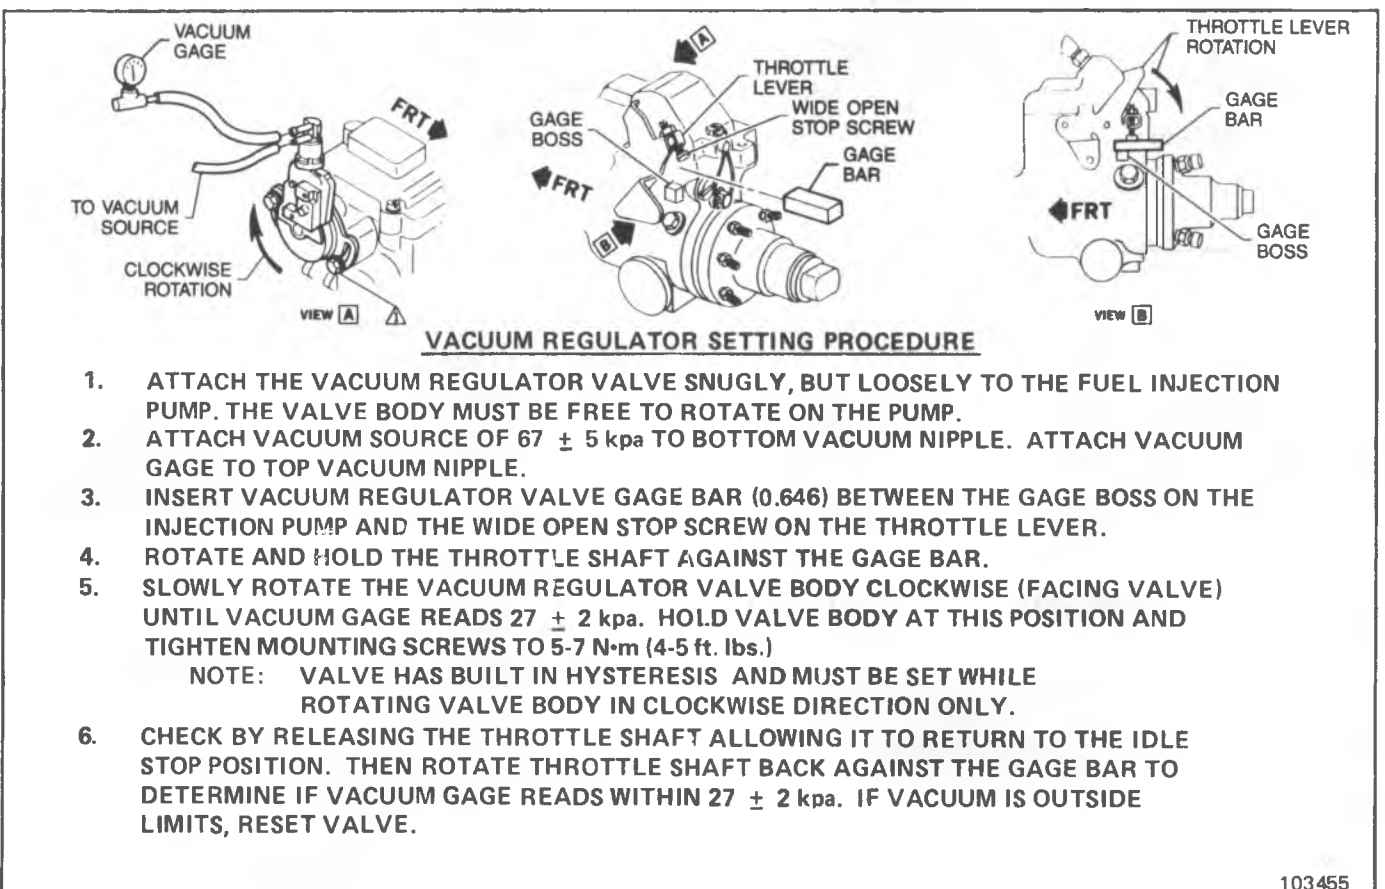 VACUUM
GAGE
FRT
TO VACUUM
SOURCE
CLOCKWISE
ROTATION
VIEW A
A
THROTTLE
LEVER
WIDE OPEN
STOP SCREW
GAGE
BOSS
GAGE
BAR
FRT
B
THROTTLE LEVER
ROTATION
GAGE
BAR
FRT
GAGE
BOSS
VIEW B
VACUUM REGULATOR SETTING PROCEDURE
1. ATTACH THE VACUUM REGULATOR VALVE SNUGLY, BUT LOOSELY TO THE FUEL INJECTION
PUMP. THE VALVE BODY MUST BE FREE TO ROTATE ON THE PUMP.
2. ATTACH VACUUM SOURCE OF 67 ± 5 kpa TO BOTTOM VACUUM NIPPLE. ATTACH VACUUM
GAGE TO TOP VACUUM NIPPLE.
3. INSERT VACUUM REGULATOR VALVE GAGE BAR (0.646) BETWEEN THE GAGE BOSS ON THE
INJECTION PUMP AND THE WIDE OPEN STOP SCREW ON THE THROTTLE LEVER.
4. ROTATE AND HOLD THE THROTTLE SHAFT AGAINST THE GAGE BAR.
5. SLOWLY ROTATE THE VACUUM REGULATOR VALVE BODY CLOCKWISE (FACING VALVE)
UNTIL VACUUM GAGE READS 27 ± 2 kpa. HOLD VALVE BODY AT THIS POSITION AND
TIGHTEN MOUNTING SCREWS TO 5-7 N•m (4-5 ft. lbs.)
NOTE: VALVE HAS BUILT IN HYSTERESIS AND MUST BE SET WHILE
ROTATING VALVE BODY IN CLOCKWISE DIRECTION ONLY.
6. CHECK BY RELEASING THE THROTTLE SHAFT ALLOWING IT TO RETURN TO THE IDLE
STOP POSITION. THEN ROTATE THROTTLE SHAFT BACK AGAINST THE GAGE BAR TO
DETERMINE IF VACUUM GAGE READS WITHIN 27 ± 2 kpa. IF VACUUM IS OUTSIDE
LIMITS, RESET VALVE.
103455